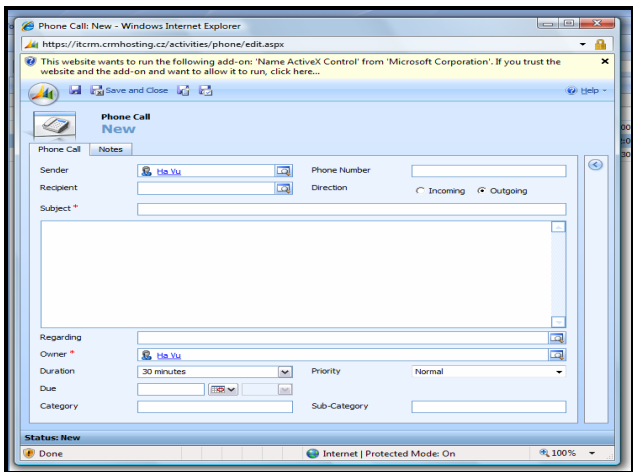 Phone Call: New - Windows Internet Explorer
https://itcrm.crmhosting.cz/activities/phone/edit.aspx
This website wants to run the following add-on: 'Name ActiveX Control' from 'Microsoft Corporation'. If you trust the
website and the add-on and want to allow it to run, click here...
Save and Close Help
Phone Call
New
Phone Call Notes
Sender Ha Vu Phone Number
Recipient Direction Incoming Outgoing
Subject *
Regarding
Owner * Ha Vu
Duration 30 minutes Priority Normal
Due
Category Sub-Category
Status: New
Done Internet | Protected Mode: On 100%